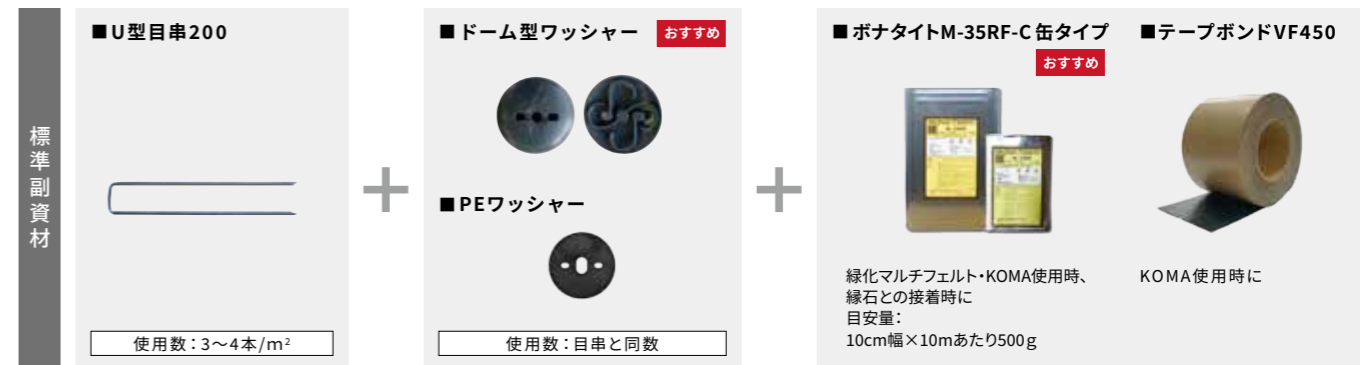 標準副資材
■U型目串200
使用数：3〜4本/m²
■ドーム型ワッシャー おすすめ
■PEワッシャー
使用数：目串と同数
■ボナタイトM-35RF-C 缶タイプ
おすすめ
緑化マルチフェルト・KOMA使用時、
縁石との接着時に
目安量：
10cm幅×10mあたり500g
■テープボンドVF450
KOMA使用時に